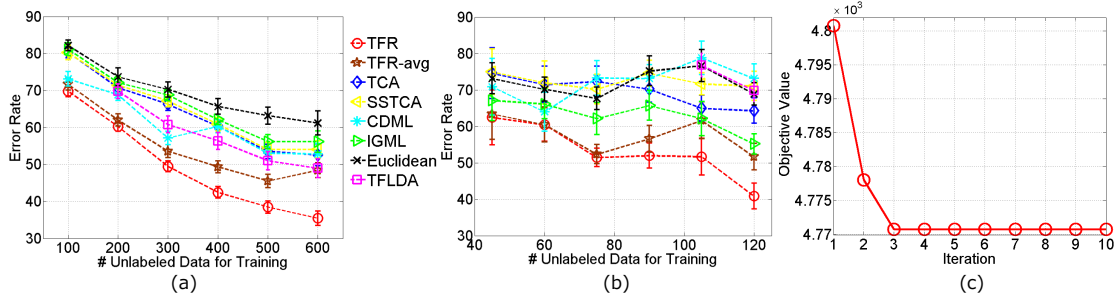 90
80
70
60
50
40
30
100 200 300 400 500 600
Error Rate
# Unlabeled Data for Training
(a)
TFR
TFR-avg
TCA
SSTCA
CDML
IGML
Euclidean
TFLDA
90
80
70
60
50
40
30
40 60 80 100 120
Error Rate
# Unlabeled Data for Training
(b)
× 10³
4.8
4.795
4.79
4.785
4.78
4.775
4.77
1 2 3 4 5 6 7 8 9 10
Objective Value
Iteration
(c)